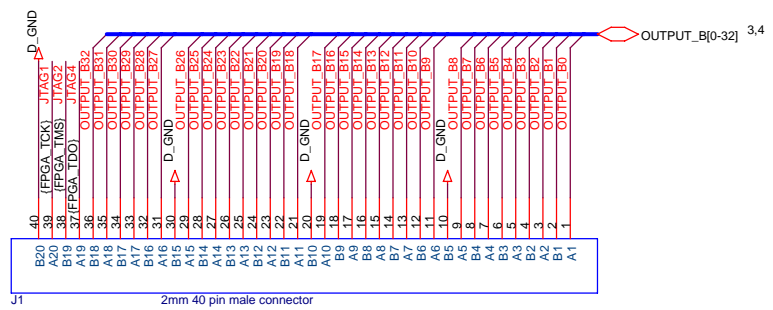 D_GND
JTAG1
JTAG2
JTAG4
{FPGA_TCK}
{FPGA_TMS}
{FPGA_TDO}
OUTPUT_B32
OUTPUT_B31
OUTPUT_B30
OUTPUT_B29
OUTPUT_B28
OUTPUT_B27
D_GND
OUTPUT_B26
OUTPUT_B25
OUTPUT_B24
OUTPUT_B23
OUTPUT_B22
OUTPUT_B21
OUTPUT_B20
OUTPUT_B19
OUTPUT_B18
D_GND
OUTPUT_B17
OUTPUT_B16
OUTPUT_B15
OUTPUT_B14
OUTPUT_B13
OUTPUT_B12
OUTPUT_B11
OUTPUT_B10
OUTPUT_B9
D_GND
OUTPUT_B8
OUTPUT_B7
OUTPUT_B6
OUTPUT_B5
OUTPUT_B4
OUTPUT_B3
OUTPUT_B2
OUTPUT_B1
OUTPUT_B0
OUTPUT_B[0-32] 3,4
40
39
38
37
36
35
34
33
32
31
30
29
28
27
26
25
24
23
22
21
20
19
18
17
16
15
14
13
12
11
10
9
8
7
6
5
4
3
2
1
B20
A20
B19
A19
B18
A18
B17
A17
B16
A16
B15
A15
B14
A14
B13
A13
B12
A12
B11
A11
B10
A10
B9
A9
B8
A8
B7
A7
B6
A6
B5
A5
B4
A4
B3
A3
B2
A2
B1
A1
J1
2mm 40 pin male connector